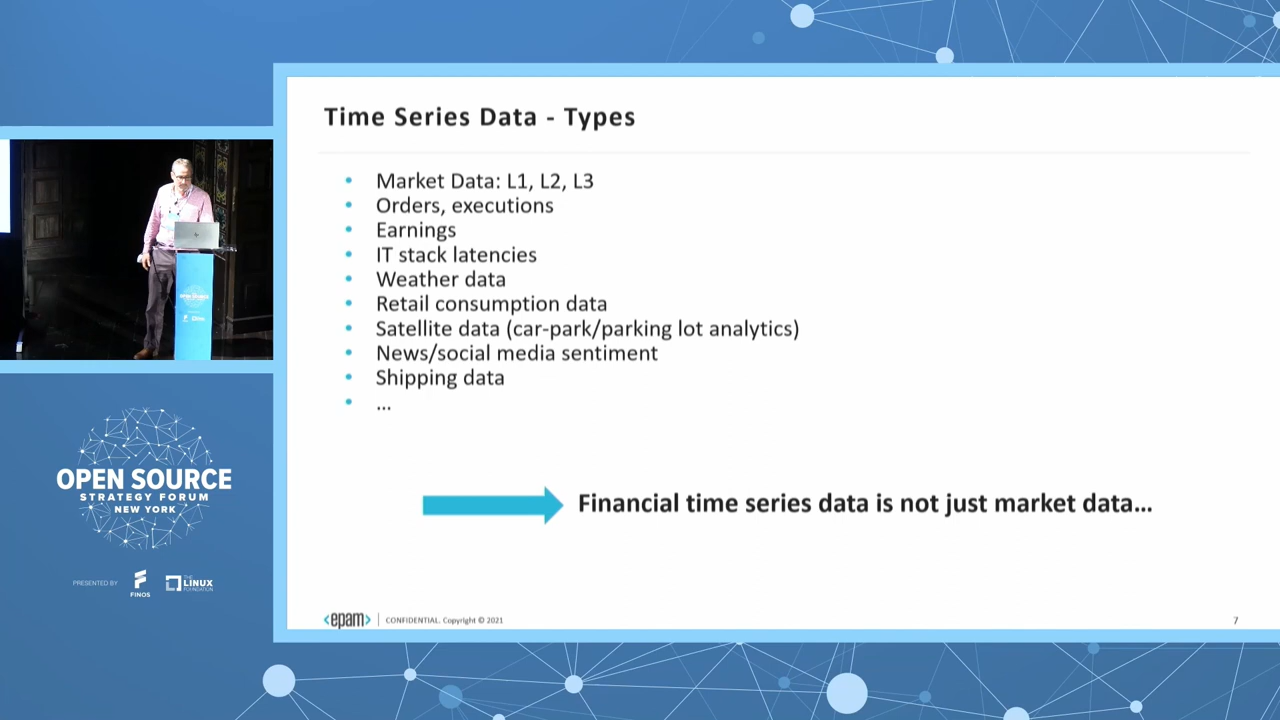 Time Series Data - Types
• Market Data: L1, L2, L3
• Orders, executions
• Earnings
• IT stack latencies
• Weather data
• Retail consumption data
• Satellite data (car-park/parking lot analytics)
• News/social media sentiment
• Shipping data
• ...
Financial time series data is not just market data...
<epam> CONFIDENTIAL. Copyright © 2021
7
OPEN SOURCE
STRATEGY FORUM
NEW YORK
PRESENTED BY
FINOS
THE
LINUX
FOUNDATION